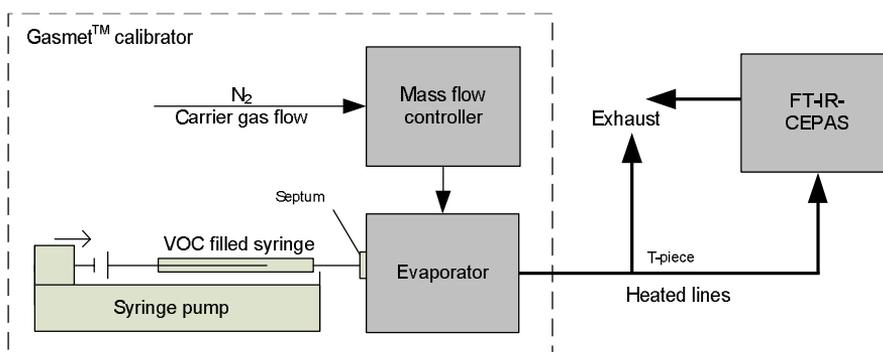 Gasmet™ calibrator
N₂
Carrier gas flow
Mass flow
controller
Exhaust
FT-IR-
CEPAS
Septum
VOC filled syringe
Evaporator
T-piece
Heated lines
Syringe pump